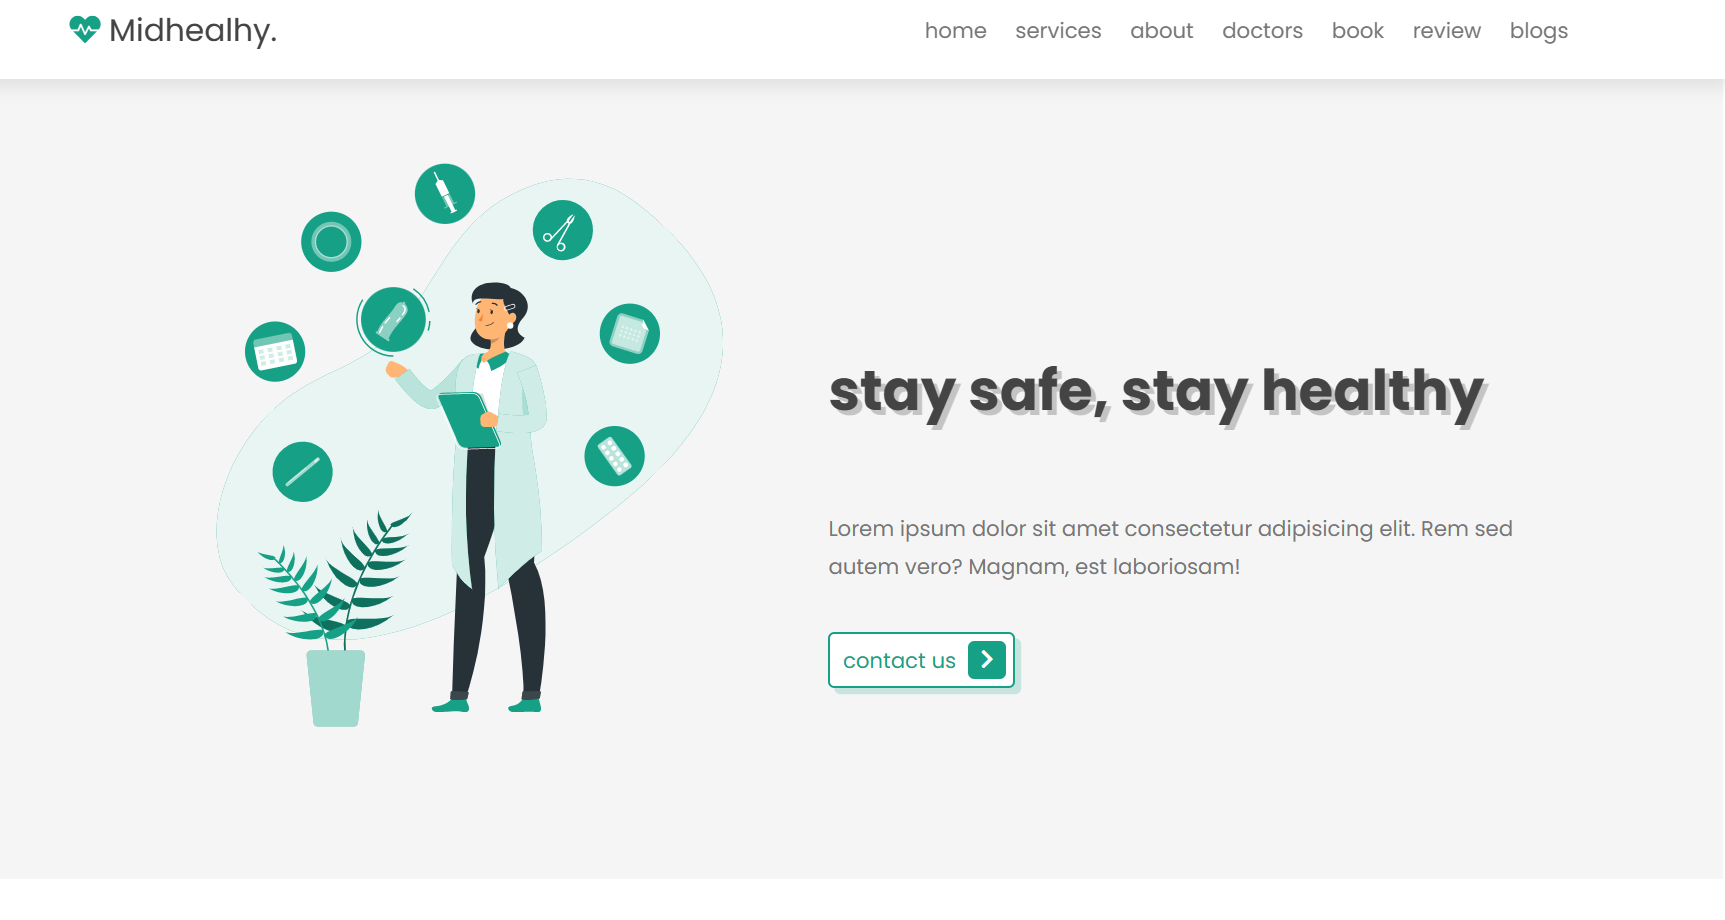 Midhealhy.
home services about doctors book review blogs
stay safe, stay healthy
Lorem ipsum dolor sit amet consectetur adipisicing elit. Rem sed
autem vero? Magnam, est laboriosam!
contact us